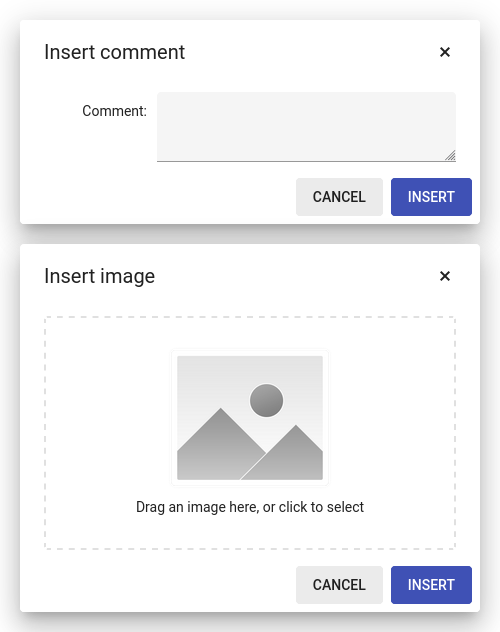 Insert comment
Comment:
CANCEL
INSERT
Insert image
Drag an image here, or click to select
CANCEL
INSERT